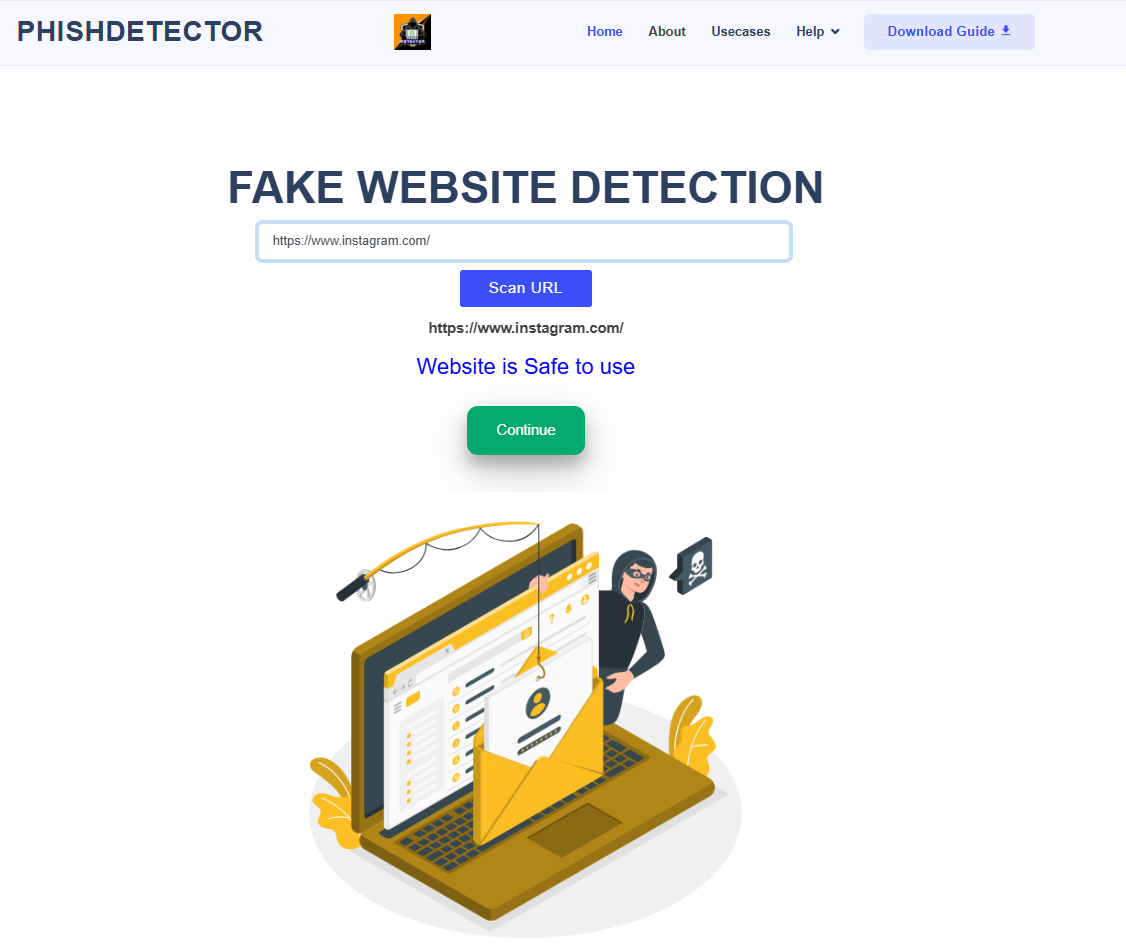 PHISHDETECTOR
Home About Usecases Help Download Guide
FAKE WEBSITE DETECTION
https://www.instagram.com/
Scan URL
https://www.instagram.com/
Website is Safe to use
Continue